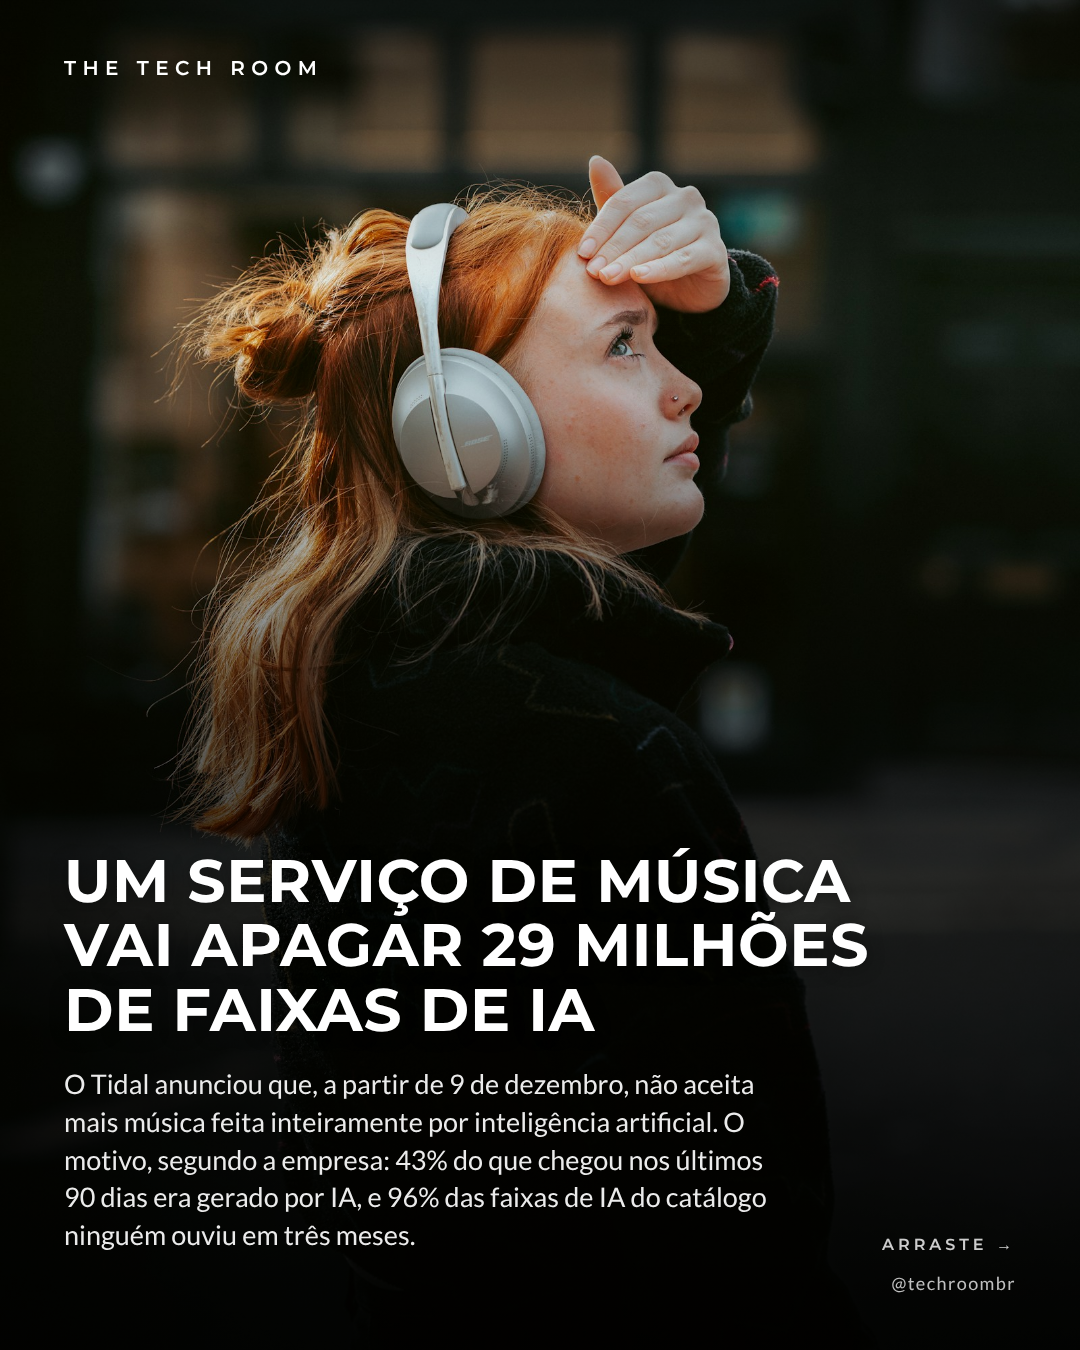 THE TECH ROOM
UM SERVIÇO DE MÚSICA
VAI APAGAR 29 MILHÕES
DE FAIXAS DE IA
O Tidal anunciou que, a partir de 9 de dezembro, não aceita
mais música feita inteiramente por inteligência artificial. O
motivo, segundo a empresa: 43% do que chegou nos últimos
90 dias era gerado por IA, e 96% das faixas de IA do catálogo
ninguém ouviu em três meses.
ARRASTE →
@techroombr